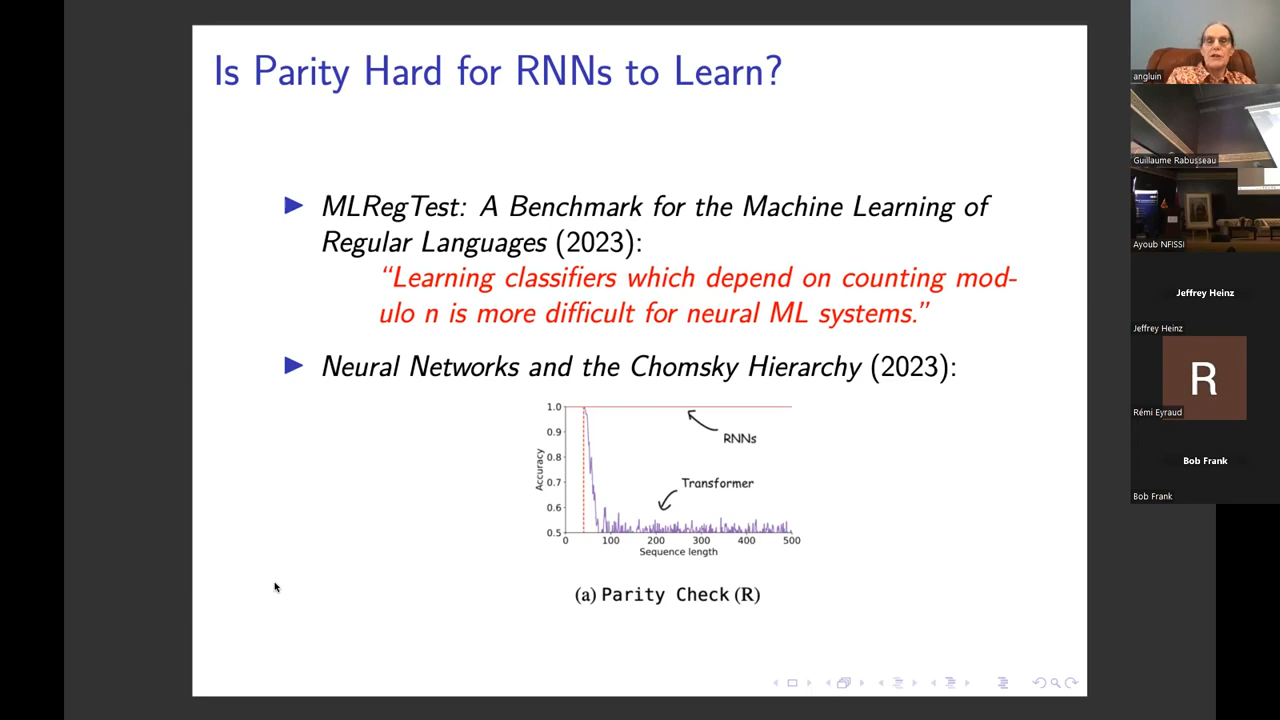 Is Parity Hard for RNNs to Learn?
▶ MLRegTest: A Benchmark for the Machine Learning of
Regular Languages (2023):
“Learning classifiers which depend on counting mod-
ulo n is more difficult for neural ML systems.”
▶ Neural Networks and the Chomsky Hierarchy (2023):
1.0
0.9
0.8
0.7
0.6
0.5
Accuracy
RNNs
Transformer
0 100 200 300 400 500
Sequence length
(a) Parity Check (R)
angluin
Guillaume Rabusseau
Ayoub NFISSI
Jeffrey Heinz
Jeffrey Heinz
R
Rémi Eyraud
Bob Frank
Bob Frank